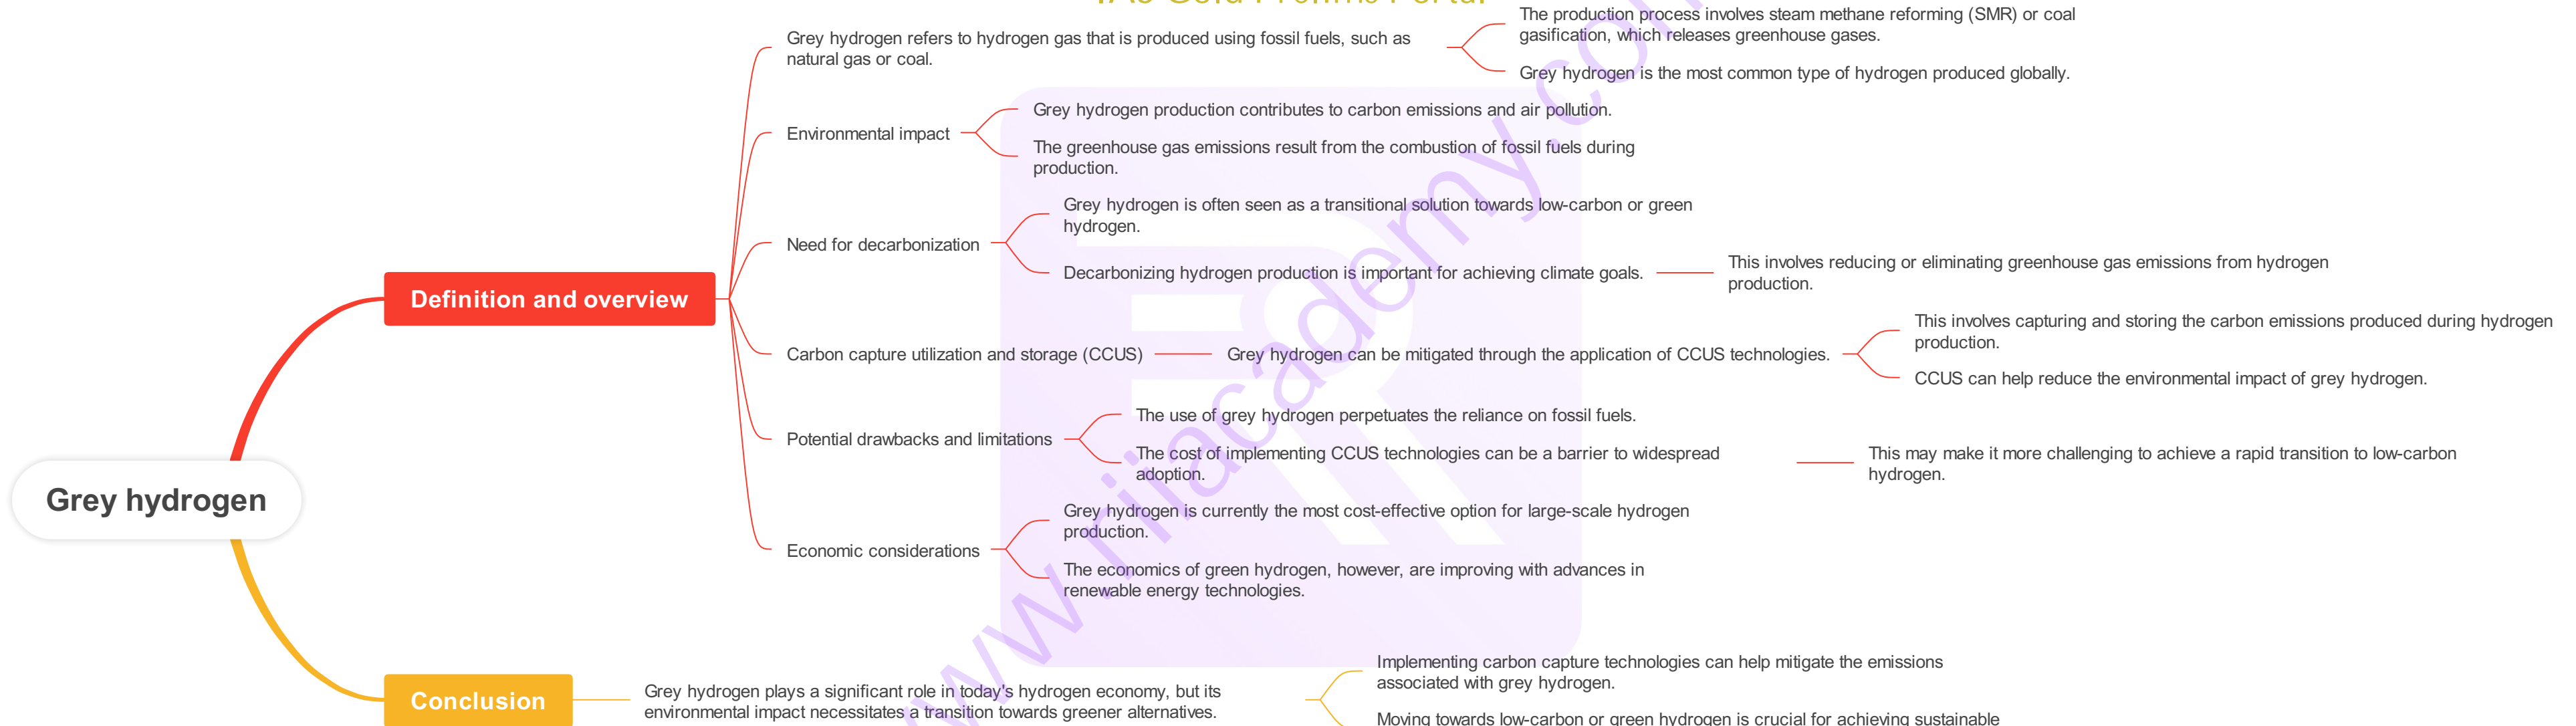 The production process involves steam methane reforming (SMR) or coal
gasification, which releases greenhouse gases.
Grey hydrogen refers to hydrogen gas that is produced using fossil fuels, such as
natural gas or coal.
Grey hydrogen is the most common type of hydrogen produced globally.
Grey hydrogen production contributes to carbon emissions and air pollution.
Environmental impact
The greenhouse gas emissions result from the combustion of fossil fuels during
production.
Grey hydrogen is often seen as a transitional solution towards low-carbon or green
hydrogen.
Need for decarbonization
Decarbonizing hydrogen production is important for achieving climate goals.
This involves reducing or eliminating greenhouse gas emissions from hydrogen
production.
Definition and overview
This involves capturing and storing the carbon emissions produced during hydrogen
production.
Carbon capture utilization and storage (CCUS)
Grey hydrogen can be mitigated through the application of CCUS technologies.
CCUS can help reduce the environmental impact of grey hydrogen.
The use of grey hydrogen perpetuates the reliance on fossil fuels.
Potential drawbacks and limitations
The cost of implementing CCUS technologies can be a barrier to widespread
adoption.
This may make it more challenging to achieve a rapid transition to low-carbon
hydrogen.
Grey hydrogen
Grey hydrogen is currently the most cost-effective option for large-scale hydrogen
production.
Economic considerations
The economics of green hydrogen, however, are improving with advances in
renewable energy technologies.
Implementing carbon capture technologies can help mitigate the emissions
associated with grey hydrogen.
Conclusion
Grey hydrogen plays a significant role in today's hydrogen economy, but its
environmental impact necessitates a transition towards greener alternatives.
Moving towards low-carbon or green hydrogen is crucial for achieving sustainable